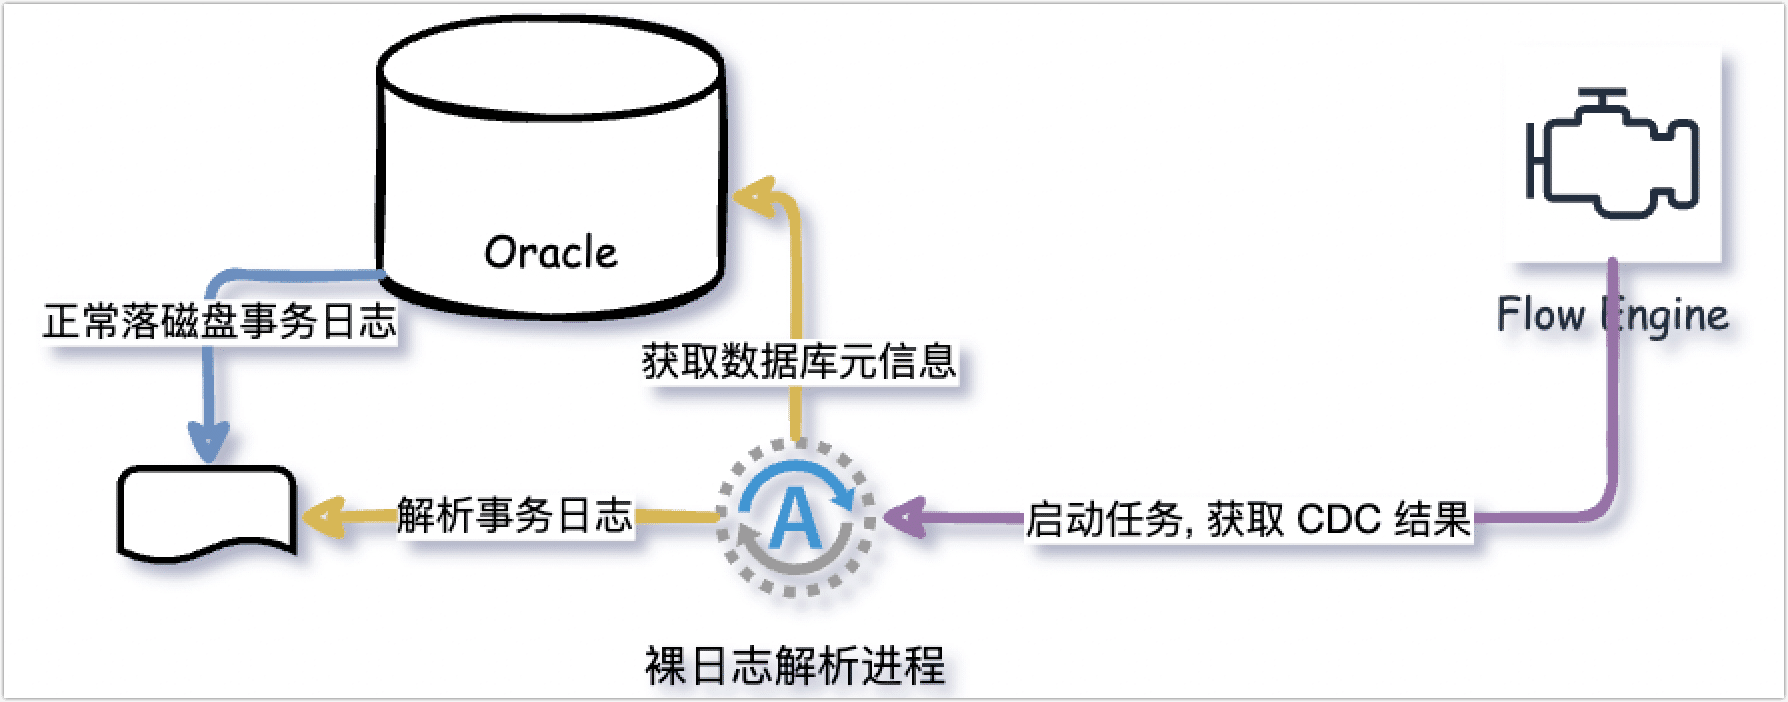 Oracle
正常落磁盘事务日志
获取数据库元信息
Flow Engine
解析事务日志
A
启动任务, 获取 CDC 结果
裸日志解析进程